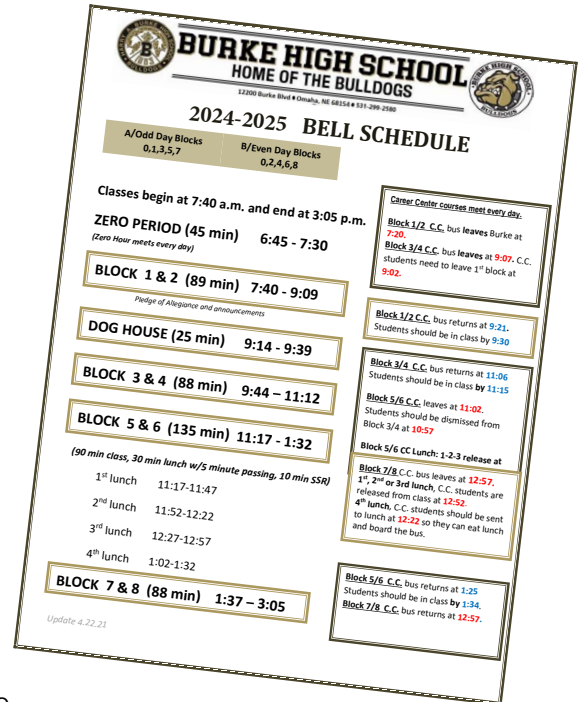 BURKE HIGH SCHOOL
HOME OF THE BULLDOGS
12200 Burke Blvd ♦ Omaha, NE 68154 ♦ 531-299-2580
2024-2025 BELL SCHEDULE
A/Odd Day Blocks
0,1,3,5,7
B/Even Day Blocks
0,2,4,6,8
Classes begin at 7:40 a.m. and end at 3:05 p.m.
ZERO PERIOD (45 min) 6:45 - 7:30
(Zero Hour meets every day)
BLOCK 1 & 2 (89 min) 7:40 - 9:09
Pledge of Allegiance and announcements
DOG HOUSE (25 min) 9:14 - 9:39
BLOCK 3 & 4 (88 min) 9:44 – 11:12
BLOCK 5 & 6 (135 min) 11:17 - 1:32
(90 min class, 30 min lunch w/5 minute passing, 10 min SSR)
1st lunch 11:17-11:47
2nd lunch 11:52-12:22
3rd lunch 12:27-12:57
4th lunch 1:02-1:32
BLOCK 7 & 8 (88 min) 1:37 – 3:05
Update 4.22.21
Career Center courses meet every day.
Block 1/2 C.C. bus leaves Burke at
7:20.
Block 3/4 C.C. bus leaves at 9:07. C.C.
students need to leave 1st block at
9:02.
Block 1/2 C.C. bus returns at 9:21.
Students should be in class by 9:30
Block 3/4 C.C. bus returns at 11:06
Students should be in class by 11:15
Block 5/6 C.C. leaves at 11:02.
Students should be dismissed from
Block 3/4 at 10:57
Block 5/6 CC Lunch: 1-2-3 release at
Block 7/8 C.C. bus leaves at 12:57.
1st, 2nd or 3rd lunch, C.C. students are
released from class at 12:52.
4th lunch, C.C. students should be sent
to lunch at 12:22 so they can eat lunch
and board the bus.
Block 5/6 C.C. bus returns at 1:25
Students should be in class by 1:34.
Block 7/8 C.C. bus returns at 12:57.